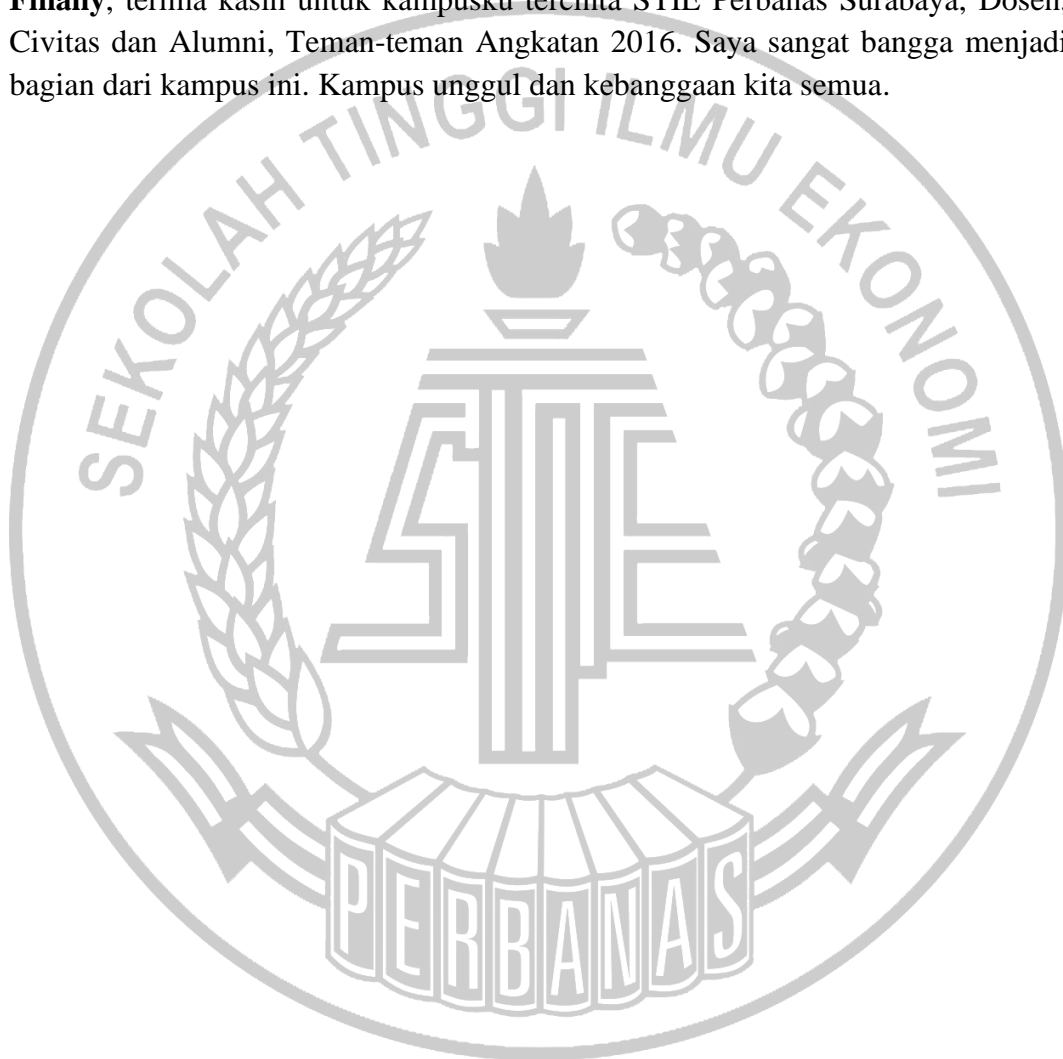 Finally, terima kasih untuk kampusku tercinta STIE Perbanas Surabaya, Dosen,
Civitas dan Alumni, Teman-teman Angkatan 2016. Saya sangat bangga menjadi
bagian dari kampus ini. Kampus unggul dan kebanggaan kita semua.
SEKOLAH TINGGI ILMU EKONOMI
STIE
PERBANAS